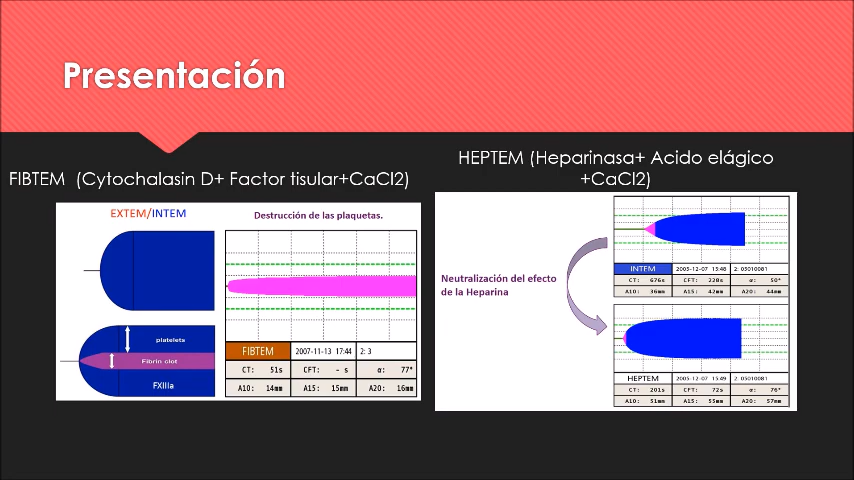 Presentación
FIBTEM (Cytochalasin D+ Factor tisular+CaCl2)
EXTEM/INTEM
Destrucción de las plaquetas.
platelets
Fibrin clot
FXIIIa
FIBTEM 2007-11-13 17:44 2: 3
CT: 51s CFT: - s α: 77°
A10: 14mm A15: 15mm A20: 16mm
HEPTEM (Heparinasa+ Acido elágico
+CaCl2)
Neutralización del efecto
de la Heparina
INTEM 2005-12-07 15:48 2: 05010081
CT: 676s CFT: 228s α: 50°
A10: 36mm A15: 42mm A20: 44mm
HEPTEM 2005-12-07 15:49 2: 05010081
CT: 201s CFT: 72s α: 76°
A10: 51mm A15: 55mm A20: 57mm